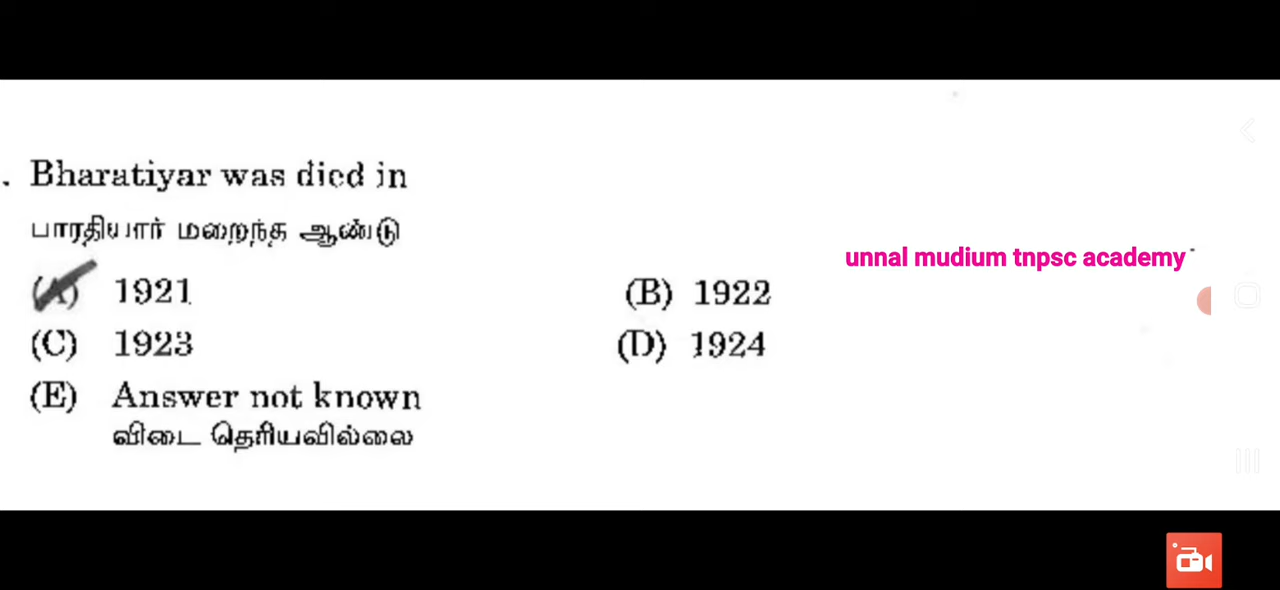 . Bharatiyar was died in
பாரதியார் மறைந்த ஆண்டு
unnal mudium tnpsc academy
(A) 1921 (B) 1922
(C) 1923 (D) 1924
(E) Answer not known
விடை தெரியவில்லை